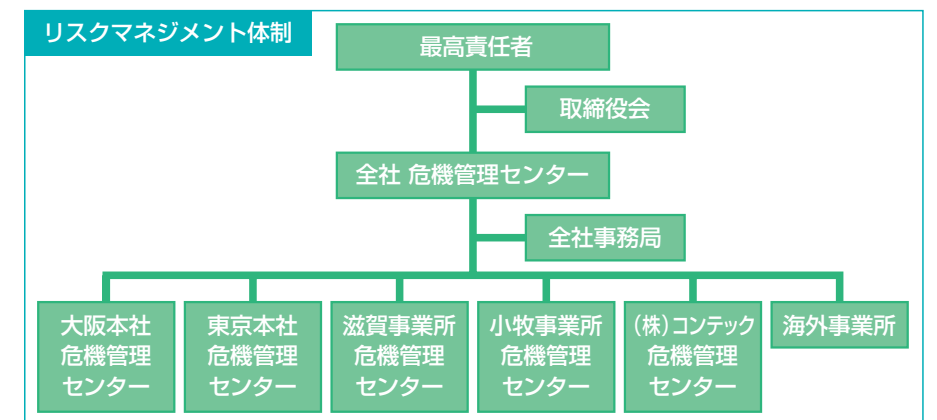 リスクマネジメント体制
最高責任者
取締役会
全社 危機管理センター
全社事務局
大阪本社
危機管理
センター
東京本社
危機管理
センター
滋賀事業所
危機管理
センター
小牧事業所
危機管理
センター
(株)コンテック
危機管理
センター
海外事業所